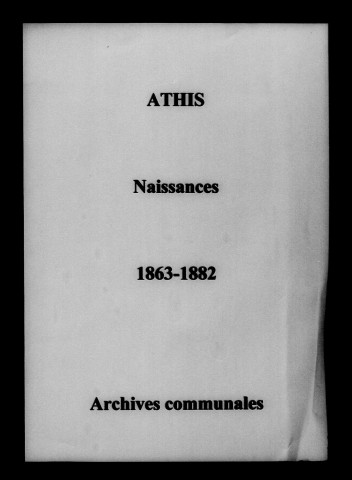 ATHIS
Naissances
1863-1882
Archives communales